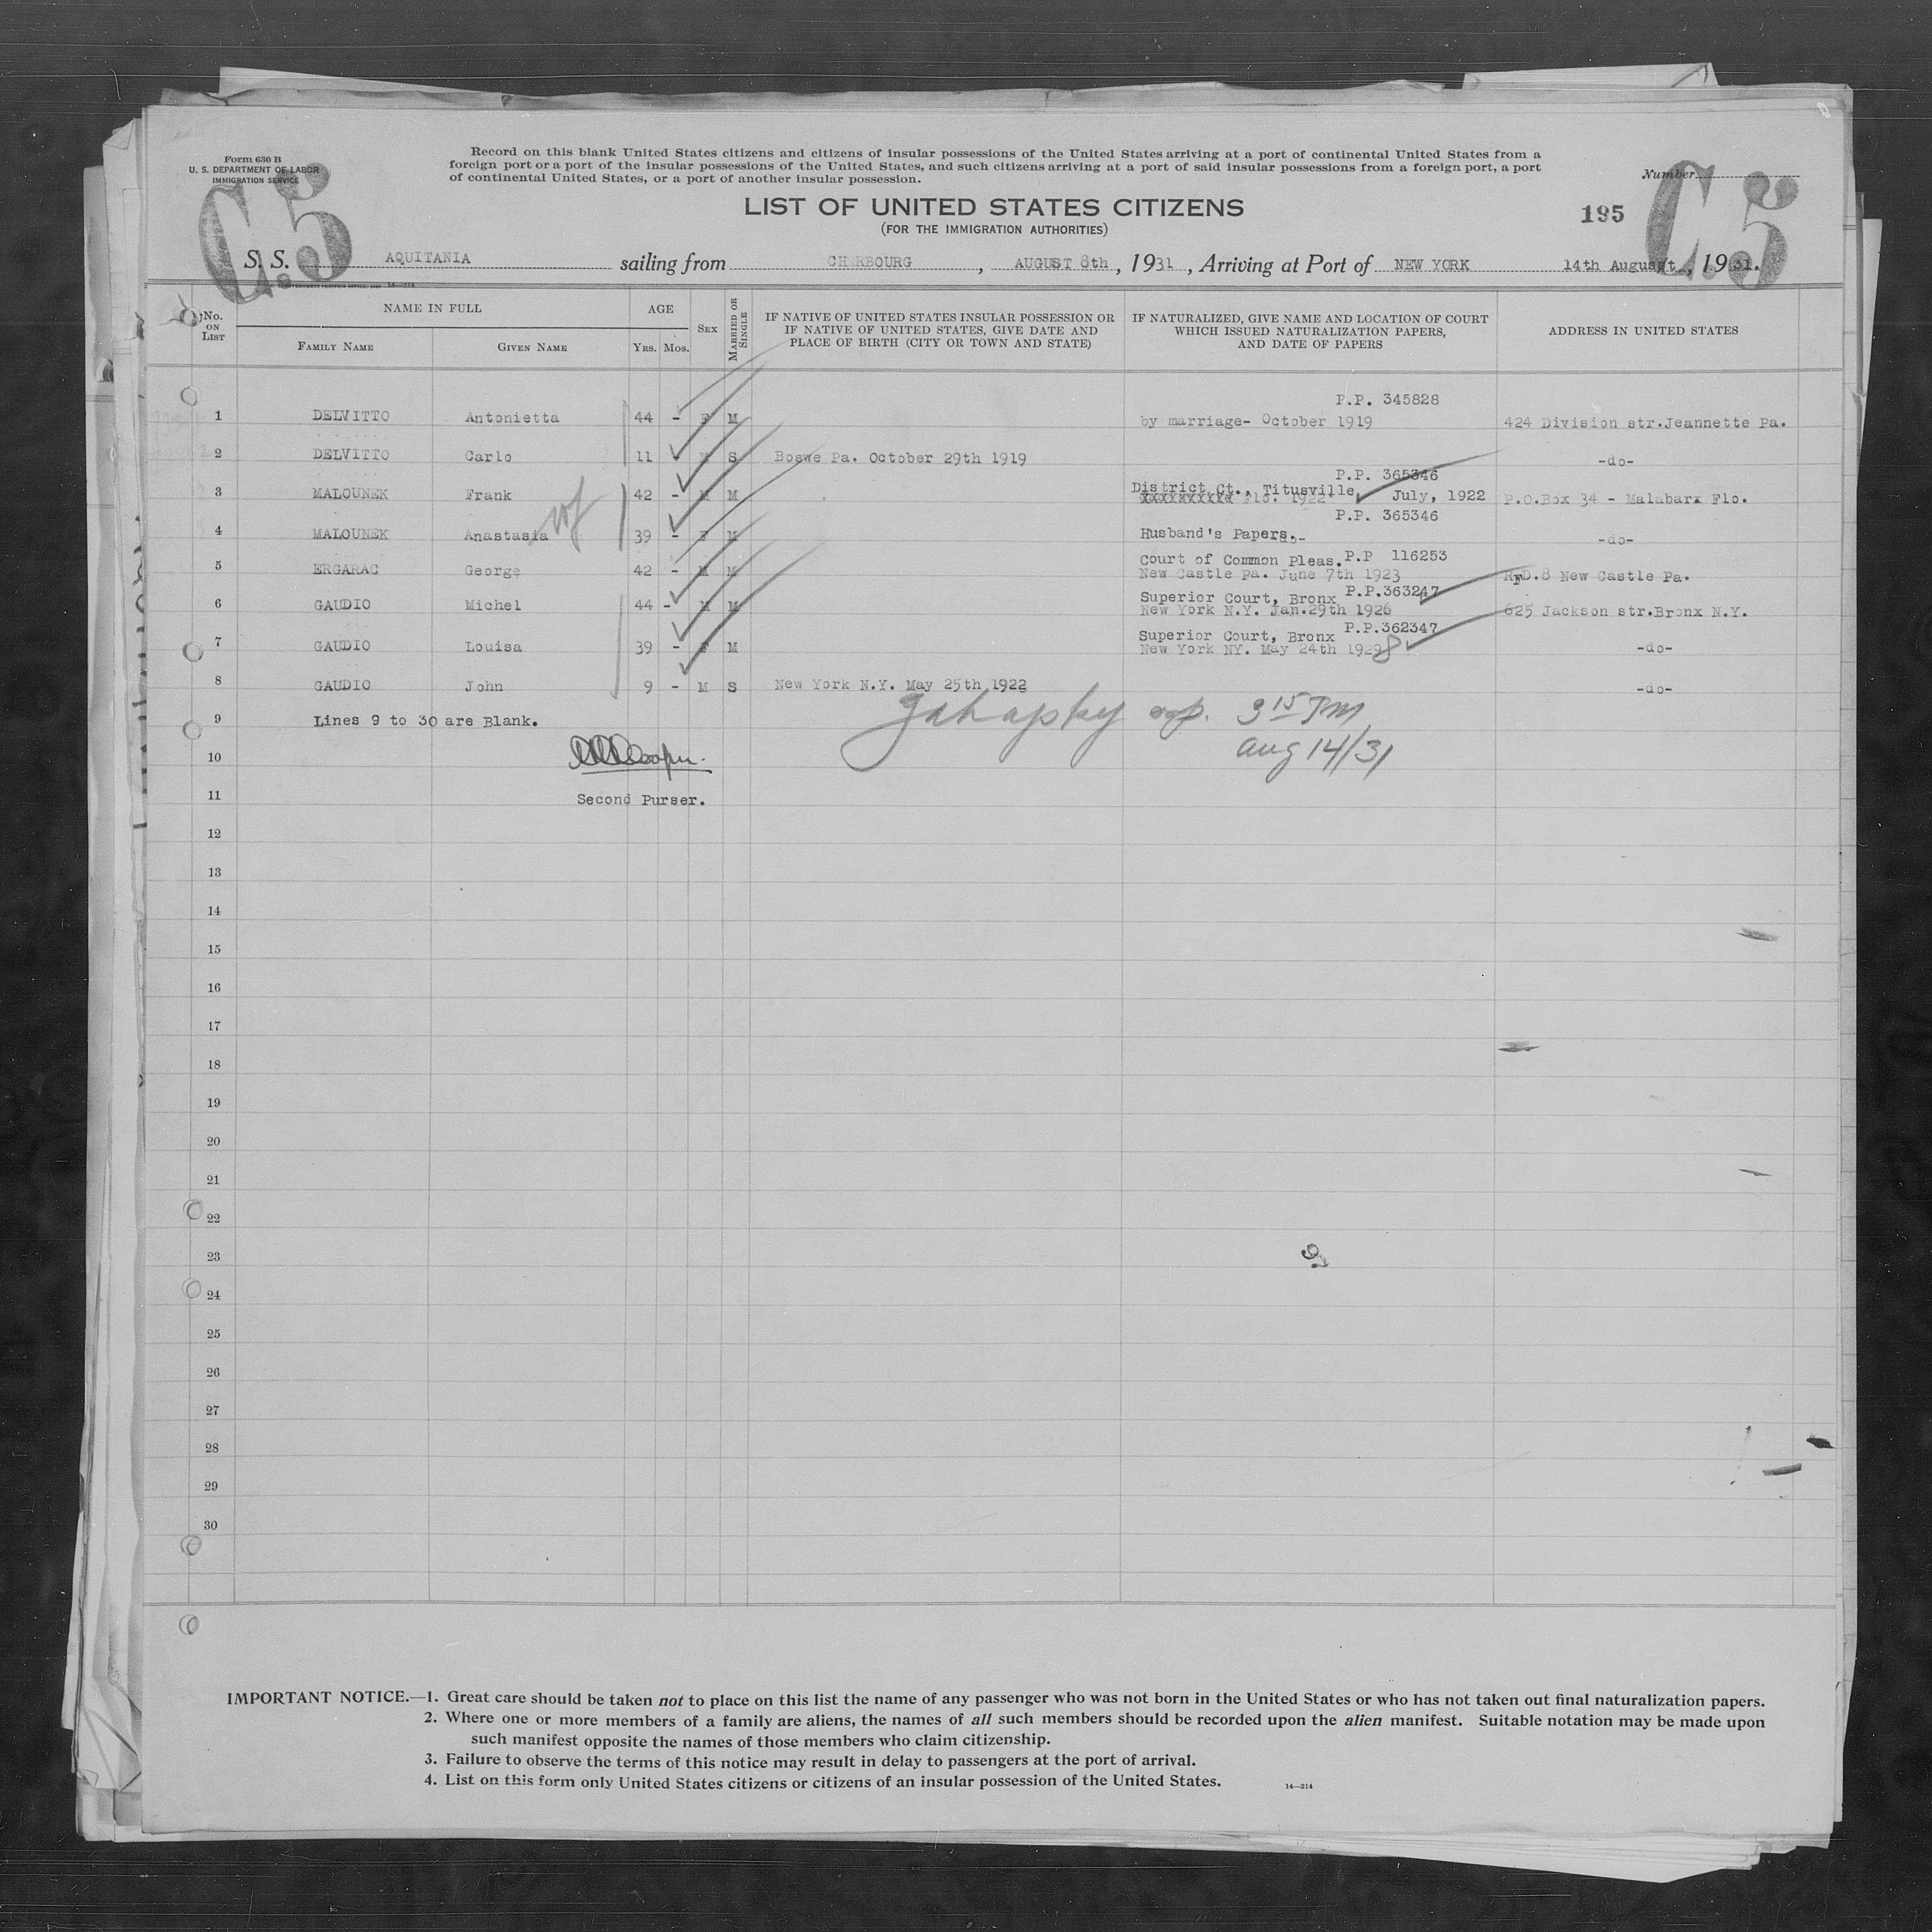 Form 630 B
U. S. DEPARTMENT OF LABOR
IMMIGRATION SERVICE
C.5
Record on this blank United States citizens and citizens of insular possessions of the United States arriving at a port of continental United States from a
foreign port or a port of the insular possessions of the United States, and such citizens arriving at a port of said insular possessions from a foreign port, a port
of continental United States, or a port of another insular possession.
Number
C.5
LIST OF UNITED STATES CITIZENS
(FOR THE IMMIGRATION AUTHORITIES)
195
S. S. AQUITANIA sailing from CHERBOURG, AUGUST 8th, 1931, Arriving at Port of NEW YORK 14th August, 1931.
No. ON LIST
NAME IN FULL
FAMILY NAME
GIVEN NAME
AGE
YRS. MOS.
SEX
MARRIED OR SINGLE
IF NATIVE OF UNITED STATES INSULAR POSSESSION OR
IF NATIVE OF UNITED STATES, GIVE DATE AND
PLACE OF BIRTH (CITY OR TOWN AND STATE)
IF NATURALIZED, GIVE NAME AND LOCATION OF COURT
WHICH ISSUED NATURALIZATION PAPERS,
AND DATE OF PAPERS
ADDRESS IN UNITED STATES
P.P. 345828
1 DELVITTO Antonietta 44 - F M by marriage- October 1919 424 Division str.Jeannette Pa.
2 DELVITTO Carlo 11 - M S Boswe Pa. October 29th 1919 -do-
P.P. 365346
District Ct., Titusville
3 MALOUNEK Frank 42 - M M Flo. 1922 July, 1922 P.O.Box 34 - Malabarx Flo.
P.P. 365346
4 MALOUNEK Anastasia 39 - F M Husband's Papers. -do-
Court of Common Pleas. P.P 116253
5 ERGARAC George 42 - M M New Castle Pa. June 7th 1923 RFD.8 New Castle Pa.
Superior Court, Bronx P.P.363247
6 GAUDIO Michel 44 - M M New York N.Y. Jan.29th 1926 625 Jackson str.Bronx N.Y.
Superior Court, Bronx P.P.362347
7 GAUDIO Louisa 39 - F M New York NY. May 24th 1929 8 -do-
8 GAUDIO John 9 - M S New York N.Y. May 25th 1922 -do-
9 Lines 9 to 30 are Blank.
3 15 PM
Aug 14/31
10
11 Second Purser.
12
13
14
15
16
17
18
19
20
21
22
23
24
25
26
27
28
29
30
IMPORTANT NOTICE.—1. Great care should be taken not to place on this list the name of any passenger who was not born in the United States or who has not taken out final naturalization papers.
2. Where one or more members of a family are aliens, the names of all such members should be recorded upon the alien manifest. Suitable notation may be made upon
such manifest opposite the names of those members who claim citizenship.
3. Failure to observe the terms of this notice may result in delay to passengers at the port of arrival.
4. List on this form only United States citizens or citizens of an insular possession of the United States.
14—214